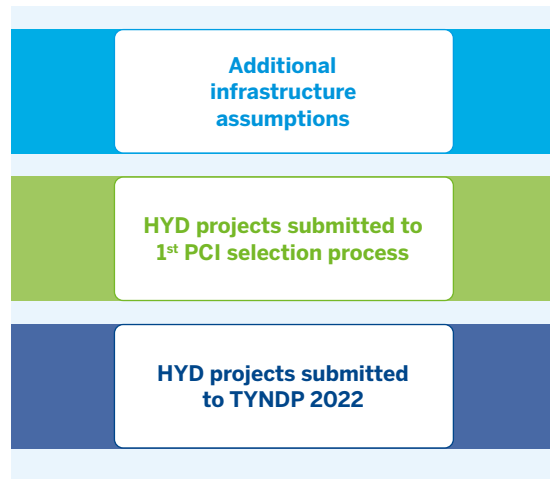 Additional
infrastructure
assumptions
HYD projects submitted to
1st PCI selection process
HYD projects submitted
to TYNDP 2022